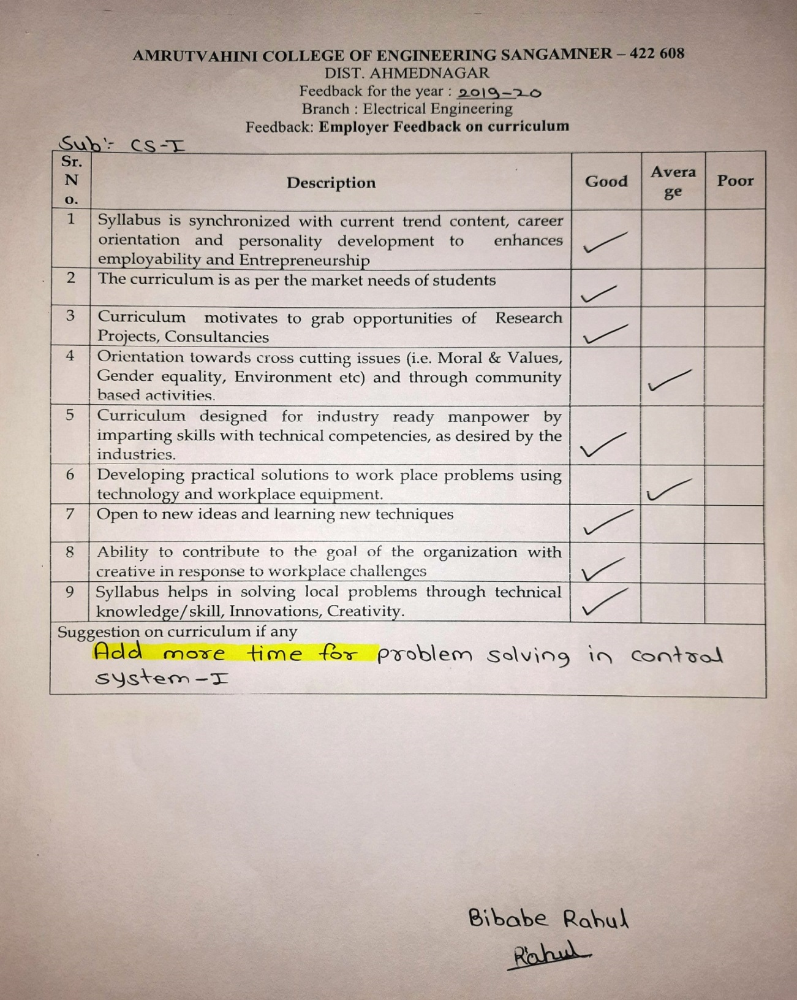 AMRUTVAHINI COLLEGE OF ENGINEERING SANGAMNER – 422 608
DIST. AHMEDNAGAR
Feedback for the year : 2019-20
Branch : Electrical Engineering
Feedback: Employer Feedback on curriculum
Sub:- CS-I
Sr.
N
o.
Description
Good
Avera
ge
Poor
1 Syllabus is synchronized with current trend content, career
orientation and personality development to enhances
employability and Entrepreneurship
2 The curriculum is as per the market needs of students
3 Curriculum motivates to grab opportunities of Research
Projects, Consultancies
4 Orientation towards cross cutting issues (i.e. Moral & Values,
Gender equality, Environment etc) and through community
based activities.
5 Curriculum designed for industry ready manpower by
imparting skills with technical competencies, as desired by the
industries.
6 Developing practical solutions to work place problems using
technology and workplace equipment.
7 Open to new ideas and learning new techniques
8 Ability to contribute to the goal of the organization with
creative in response to workplace challenges
9 Syllabus helps in solving local problems through technical
knowledge/skill, Innovations, Creativity.
Suggestion on curriculum if any
Add more time for problem solving in control
system-I
Bibabe Rahul
Rahul